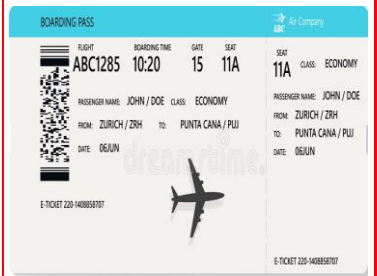 BOARDING PASS
FLIGHT BOARDING TIME GATE SEAT
ABC1285 10:20 15 11A
PASSENGER NAME: JOHN / DOE CLASS: ECONOMY
FROM: ZURICH / ZRH TO: PUNTA CANA / PUJ
DATE: 06JUN
E-TICKET 220-1408858707
ABC Air Company
SEAT
11A CLASS: ECONOMY
PASSENGER NAME: JOHN / DOE
FROM: ZURICH / ZRH
TO: PUNTA CANA / PUJ
DATE: 06JUN
E-TICKET 220-1408858707
dreamstime.